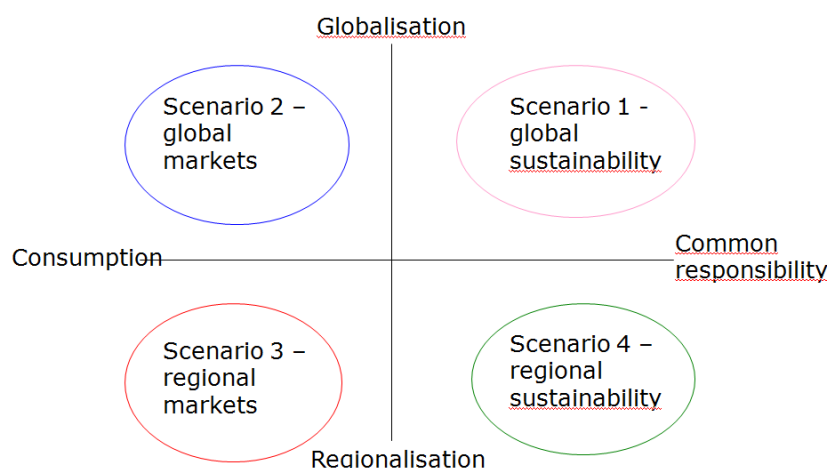 Globalisation
Scenario 2 –
global
markets
Scenario 1 -
global
sustainability
Consumption
Common
responsibility
Scenario 3 –
regional
markets
Scenario 4 –
regional
sustainability
Regionalisation